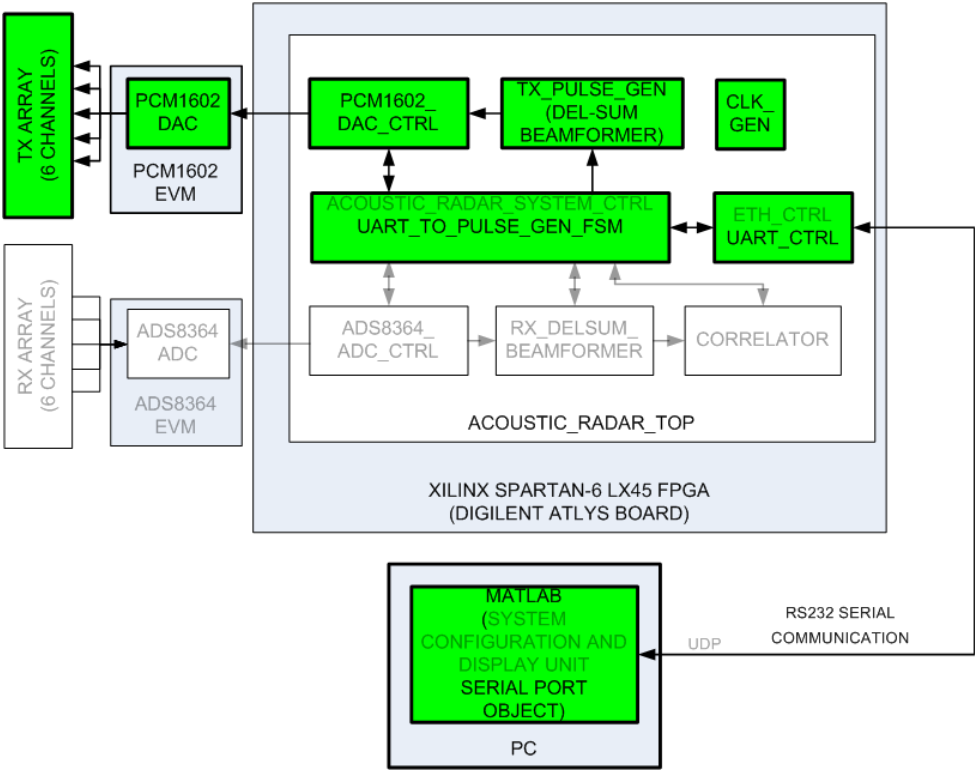 TX ARRAY
(6 CHANNELS)
PCM1602
DAC
PCM1602
EVM
PCM1602_
DAC_CTRL
TX_PULSE_GEN
(DEL-SUM
BEAMFORMER)
CLK_
GEN
ACOUSTIC_RADAR_SYSTEM_CTRL
UART_TO_PULSE_GEN_FSM
ETH_CTRL
UART_CTRL
RX ARRAY
(6 CHANNELS)
ADS8364
ADC
ADS8364
EVM
ADS8364_
ADC_CTRL
RX_DELSUM_
BEAMFORMER
CORRELATOR
ACOUSTIC_RADAR_TOP
XILINX SPARTAN-6 LX45 FPGA
(DIGILENT ATLYS BOARD)
MATLAB
(SYSTEM
CONFIGURATION AND
DISPLAY UNIT
SERIAL PORT
OBJECT)
PC
UDP
RS232 SERIAL
COMMUNICATION